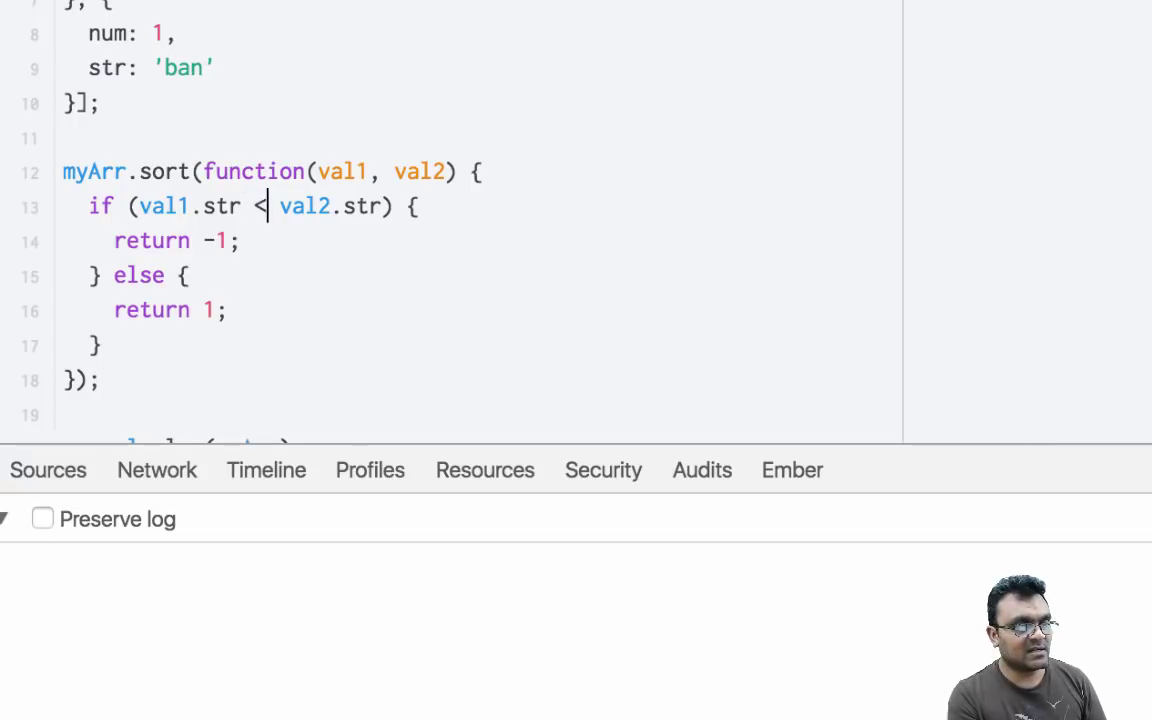 7 }, {
8 num: 1,
9 str: 'ban'
10 }];
11
12 myArr.sort(function(val1, val2) {
13 if (val1.str < val2.str) {
14 return -1;
15 } else {
16 return 1;
17 }
18 });
19
Sources Network Timeline Profiles Resources Security Audits Ember
Preserve log